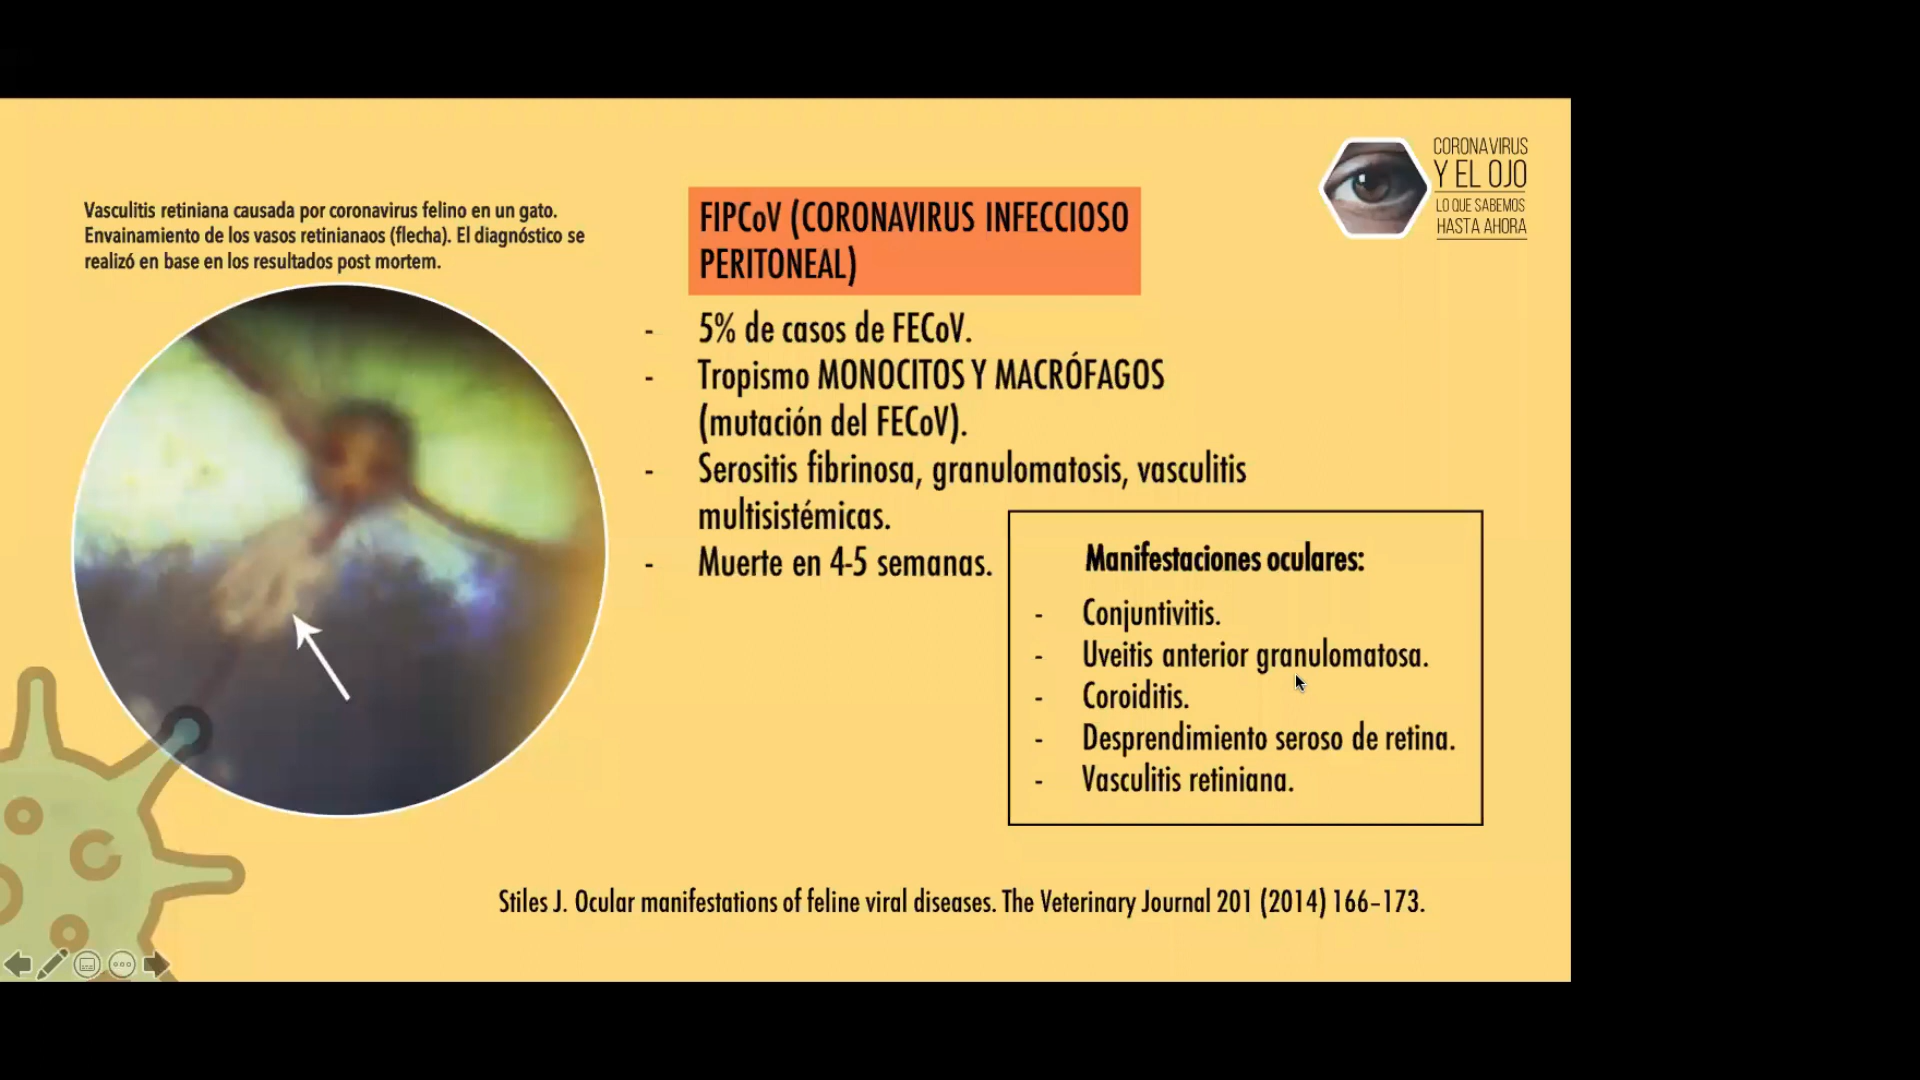 CORONAVIRUS
Y EL OJO
LO QUE SABEMOS
HASTA AHORA
Vasculitis retiniana causada por coronavirus felino en un gato.
Envainamiento de los vasos retinianaos (flecha). El diagnóstico se
realizó en base en los resultados post mortem.
FIPCoV (CORONAVIRUS INFECCIOSO
PERITONEAL)
- 5% de casos de FECoV.
- Tropismo MONOCITOS Y MACRÓFAGOS
(mutación del FECoV).
- Serositis fibrinosa, granulomatosis, vasculitis
multisistémicas.
- Muerte en 4-5 semanas.
Manifestaciones oculares:
- Conjuntivitis.
- Uveitis anterior granulomatosa.
- Coroiditis.
- Desprendimiento seroso de retina.
- Vasculitis retiniana.
Stiles J. Ocular manifestations of feline viral diseases. The Veterinary Journal 201 (2014) 166–173.